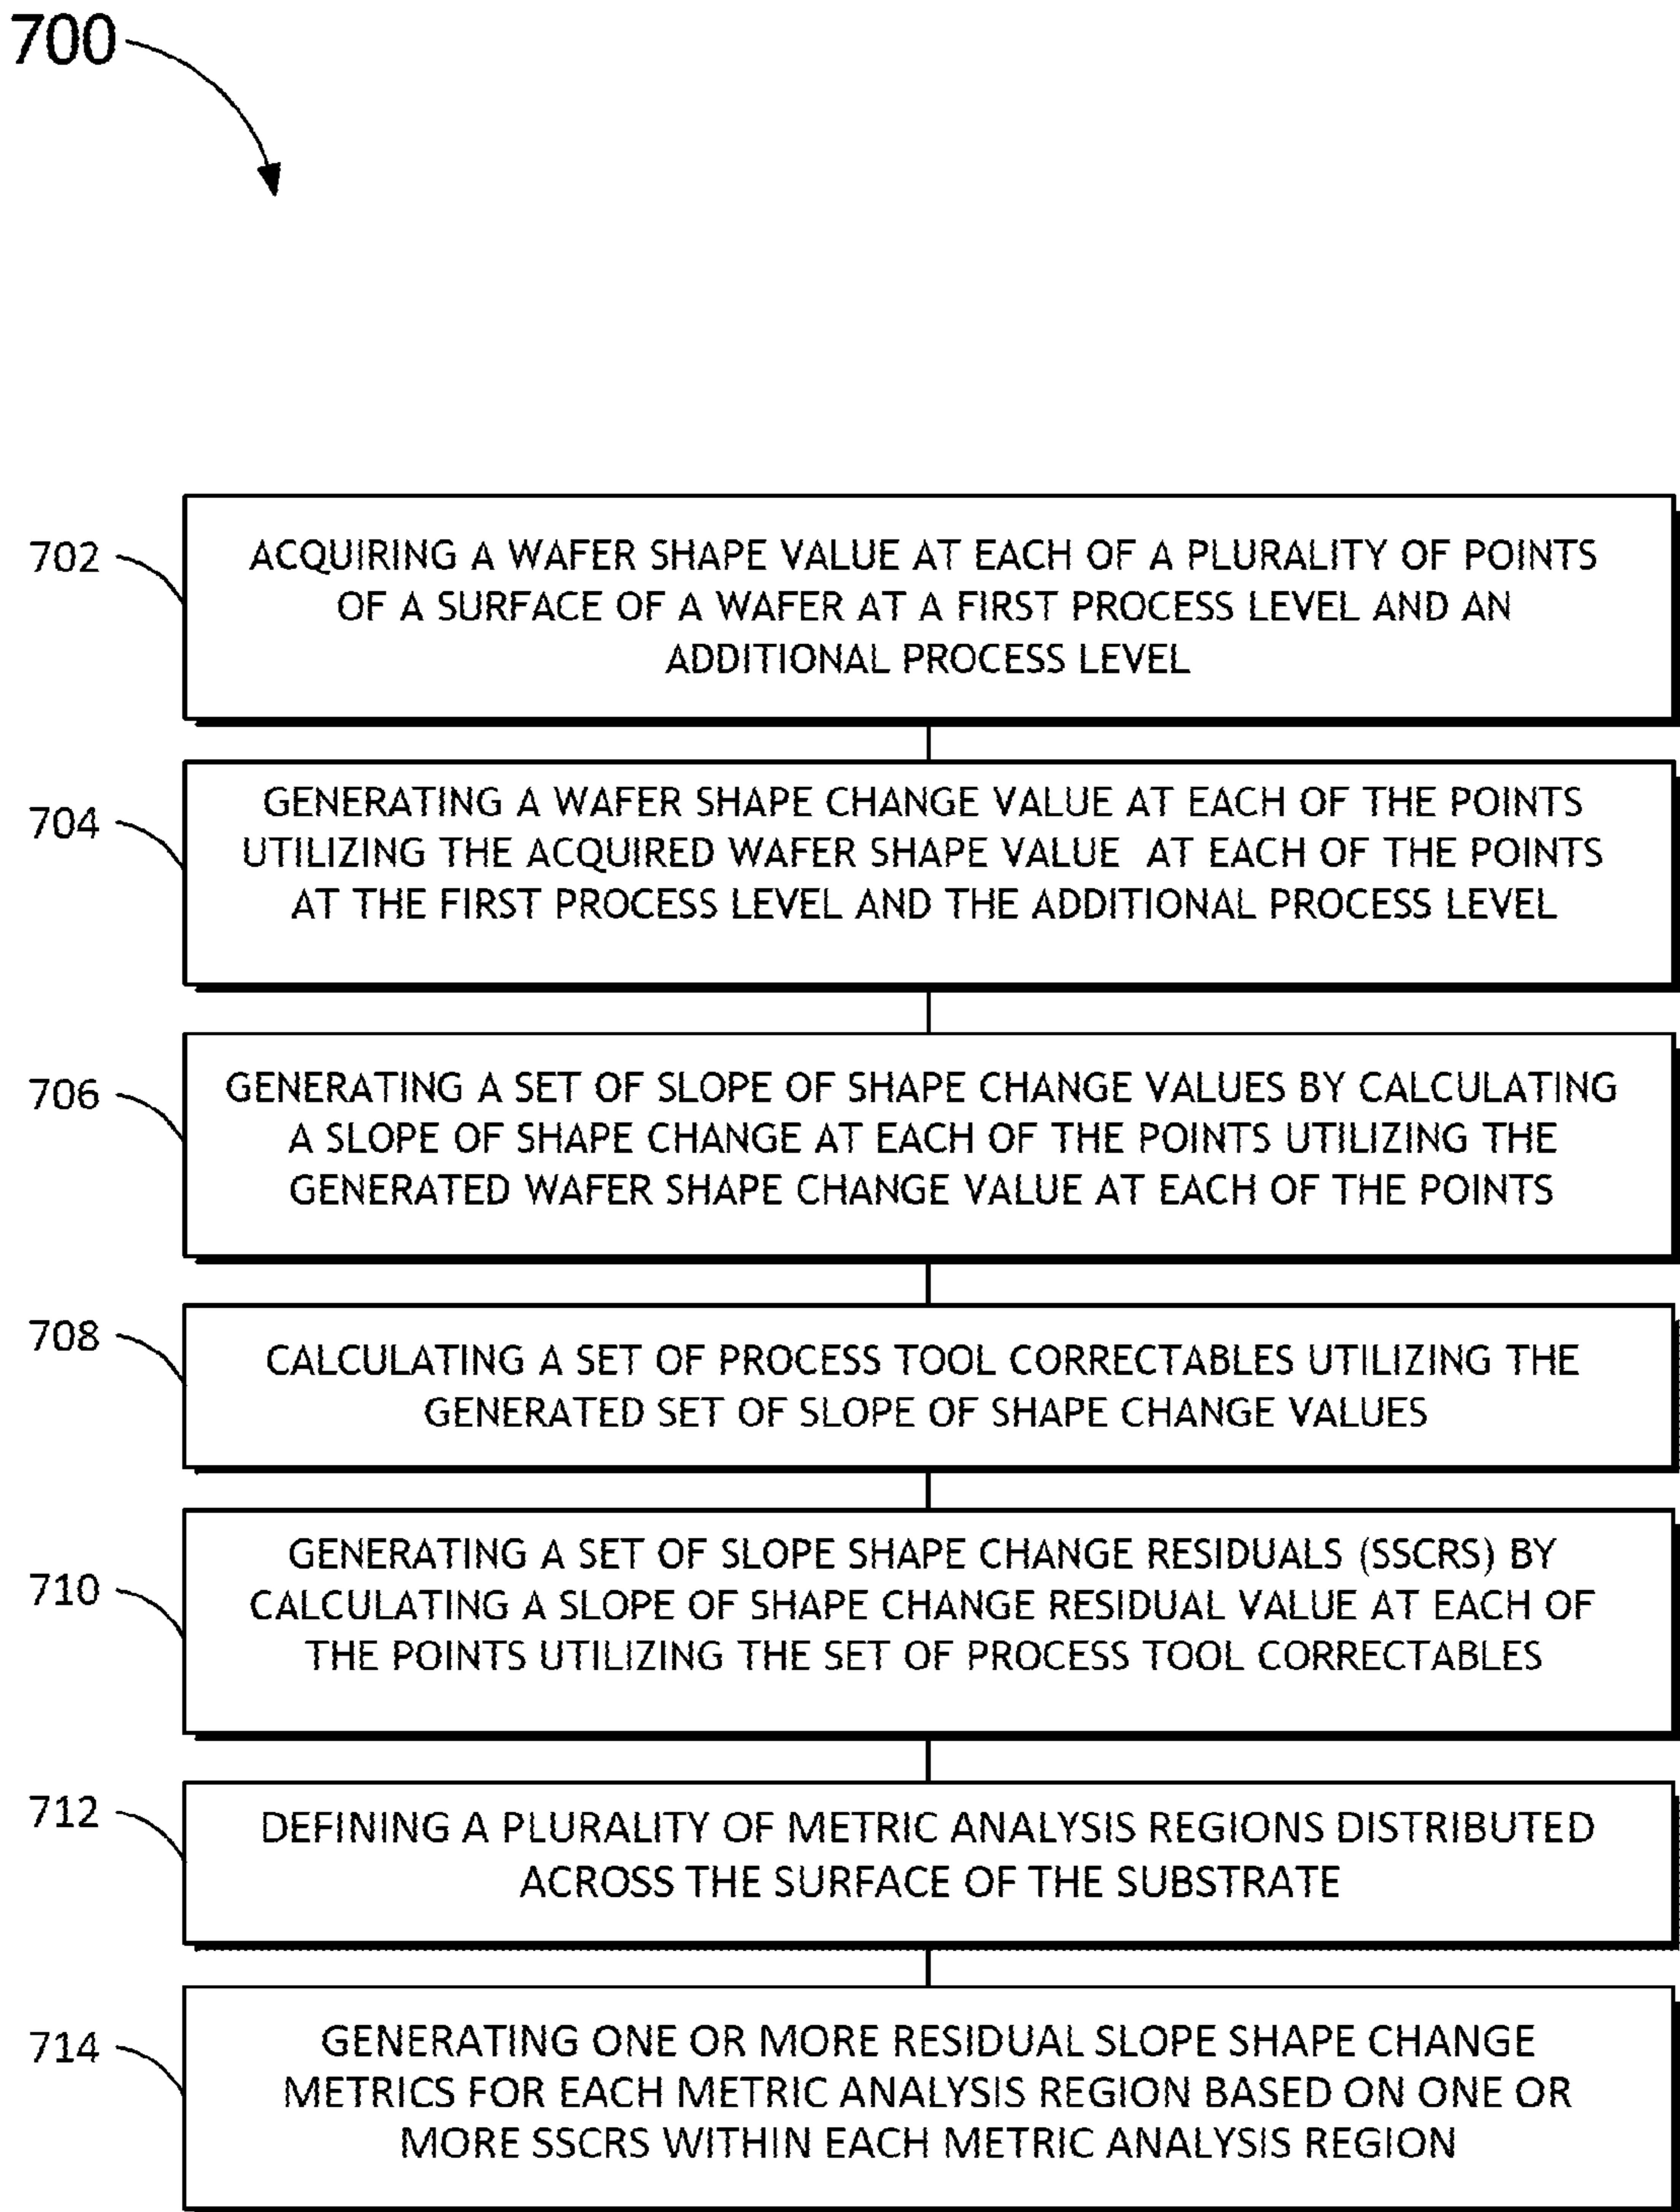 700
702
ACQUIRING A WAFER SHAPE VALUE AT EACH OF A PLURALITY OF POINTS
OF A SURFACE OF A WAFER AT A FIRST PROCESS LEVEL AND AN
ADDITIONAL PROCESS LEVEL
704
GENERATING A WAFER SHAPE CHANGE VALUE AT EACH OF THE POINTS
UTILIZING THE ACQUIRED WAFER SHAPE VALUE AT EACH OF THE POINTS
AT THE FIRST PROCESS LEVEL AND THE ADDITIONAL PROCESS LEVEL
706
GENERATING A SET OF SLOPE OF SHAPE CHANGE VALUES BY CALCULATING
A SLOPE OF SHAPE CHANGE AT EACH OF THE POINTS UTILIZING THE
GENERATED WAFER SHAPE CHANGE VALUE AT EACH OF THE POINTS
708
CALCULATING A SET OF PROCESS TOOL CORRECTABLES UTILIZING THE
GENERATED SET OF SLOPE OF SHAPE CHANGE VALUES
710
GENERATING A SET OF SLOPE SHAPE CHANGE RESIDUALS (SSCRS) BY
CALCULATING A SLOPE OF SHAPE CHANGE RESIDUAL VALUE AT EACH OF
THE POINTS UTILIZING THE SET OF PROCESS TOOL CORRECTABLES
712
DEFINING A PLURALITY OF METRIC ANALYSIS REGIONS DISTRIBUTED
ACROSS THE SURFACE OF THE SUBSTRATE
714
GENERATING ONE OR MORE RESIDUAL SLOPE SHAPE CHANGE
METRICS FOR EACH METRIC ANALYSIS REGION BASED ON ONE OR
MORE SSCRS WITHIN EACH METRIC ANALYSIS REGION